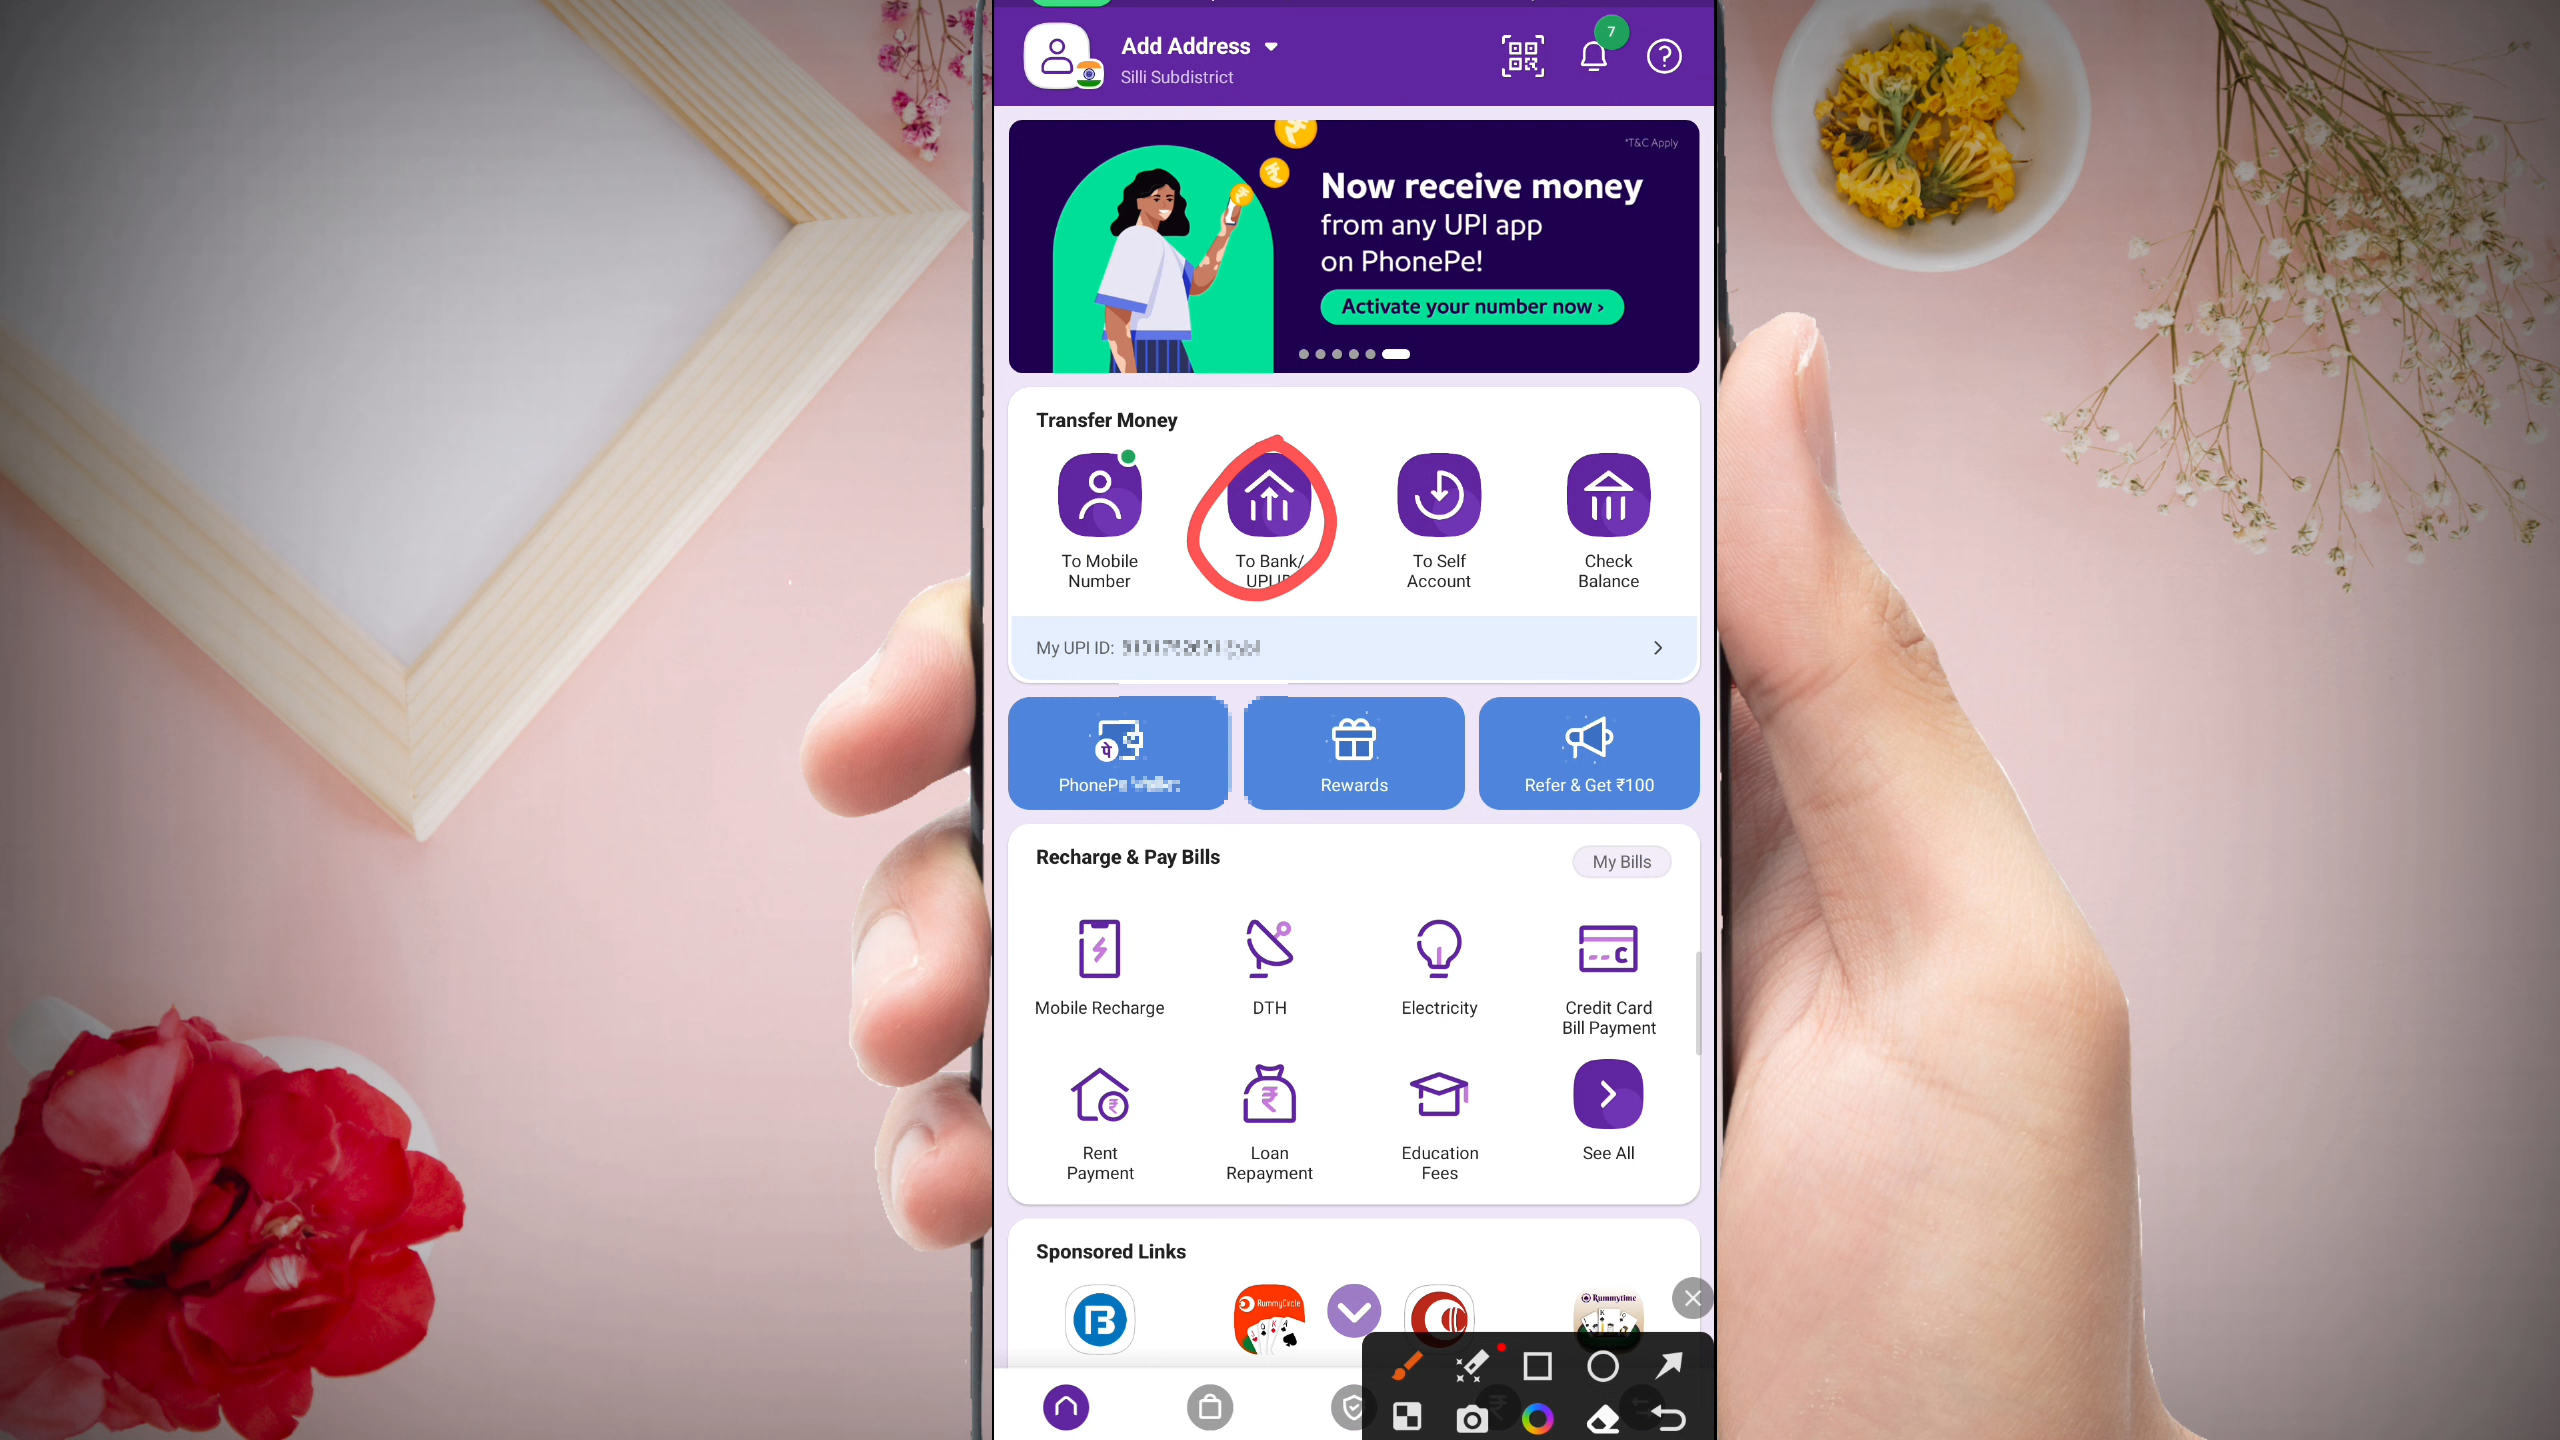 Add Address
Silli Subdistrict
7
*T&C Apply
Now receive money
from any UPI app
on PhonePe!
Activate your number now ›
Transfer Money
To Mobile
Number
To Bank/
UPI ID
To Self
Account
Check
Balance
My UPI ID:
पे
Rewards
Refer & Get ₹100
Recharge & Pay Bills
My Bills
Mobile Recharge
DTH
Electricity
Credit Card
Bill Payment
Rent
Payment
Loan
Repayment
Education
Fees
See All
Sponsored Links
RummyCircle
Rummytime